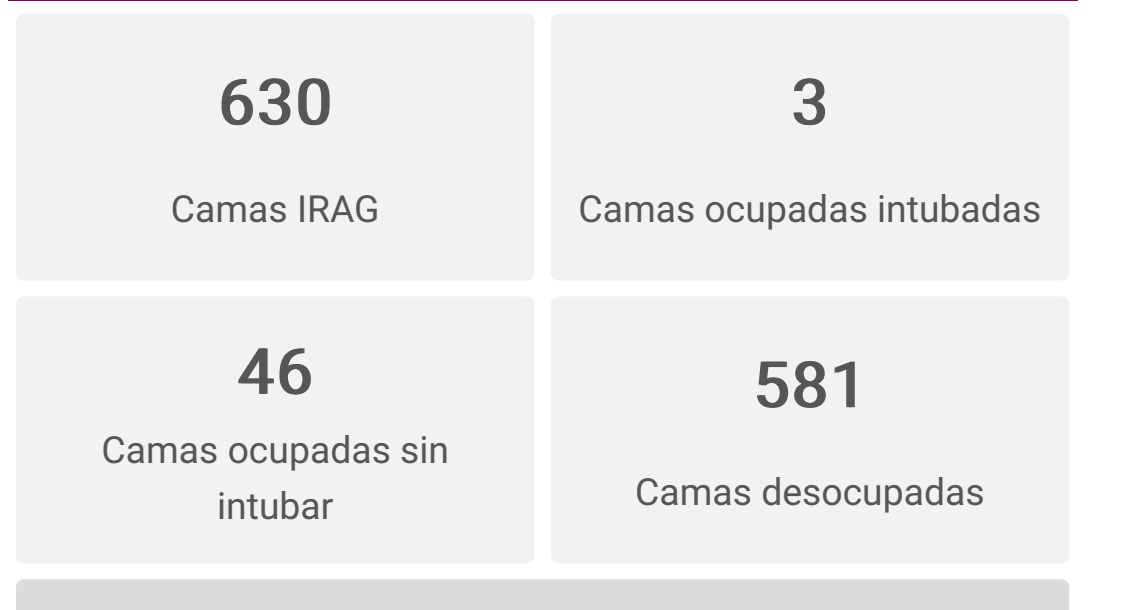 630
Camas IRAG
3
Camas ocupadas intubadas
46
Camas ocupadas sin
intubar
581
Camas desocupadas